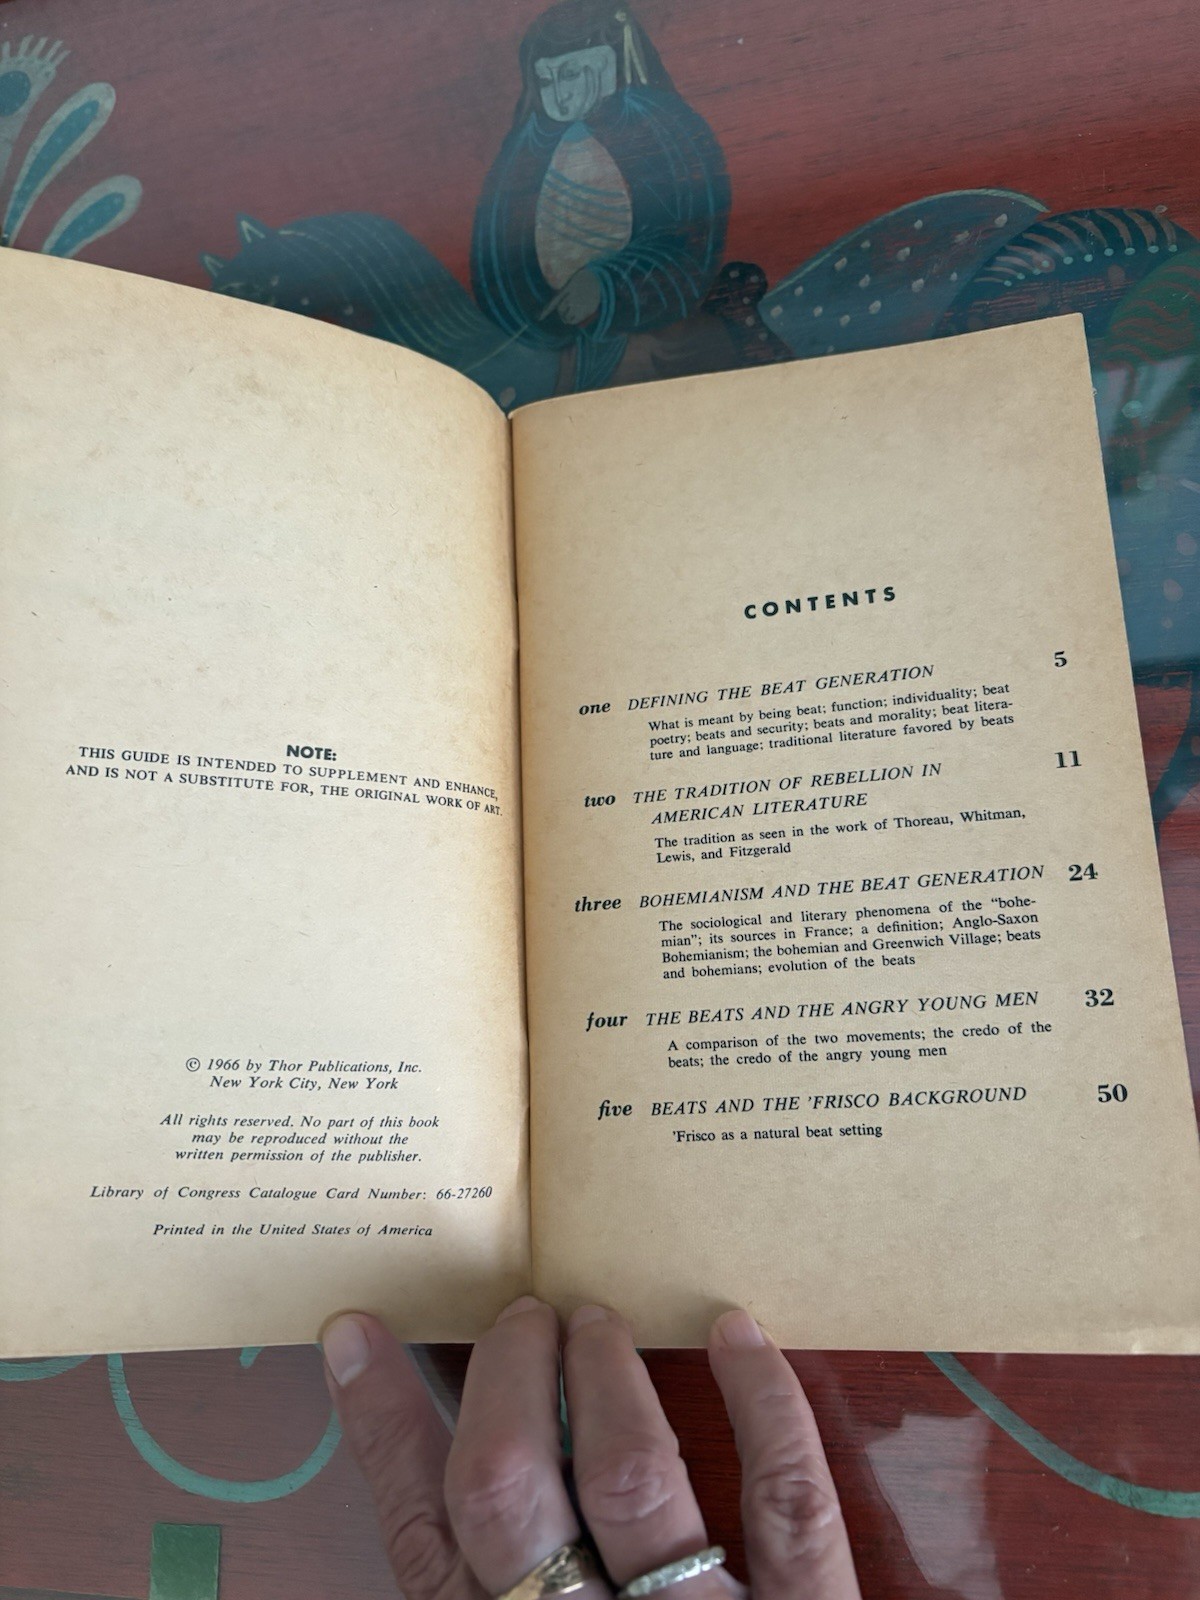 NOTE:
THIS GUIDE IS INTENDED TO SUPPLEMENT AND ENHANCE,
AND IS NOT A SUBSTITUTE FOR, THE ORIGINAL WORK OF ART.
© 1966 by Thor Publications, Inc.
New York City, New York
All rights reserved. No part of this book
may be reproduced without the
written permission of the publisher.
Library of Congress Catalogue Card Number: 66-27260
Printed in the United States of America
CONTENTS
one DEFINING THE BEAT GENERATION 5
What is meant by being beat; function; individuality; beat
poetry; beats and security; beats and morality; beat litera-
ture and language; traditional literature favored by beats
two THE TRADITION OF REBELLION IN 11
AMERICAN LITERATURE
The tradition as seen in the work of Thoreau, Whitman,
Lewis, and Fitzgerald
three BOHEMIANISM AND THE BEAT GENERATION 24
The sociological and literary phenomena of the "bohe-
mian"; its sources in France; a definition; Anglo-Saxon
Bohemianism; the bohemian and Greenwich Village; beats
and bohemians; evolution of the beats
four THE BEATS AND THE ANGRY YOUNG MEN 32
A comparison of the two movements; the credo of the
beats; the credo of the angry young men
five BEATS AND THE 'FRISCO BACKGROUND 50
'Frisco as a natural beat setting